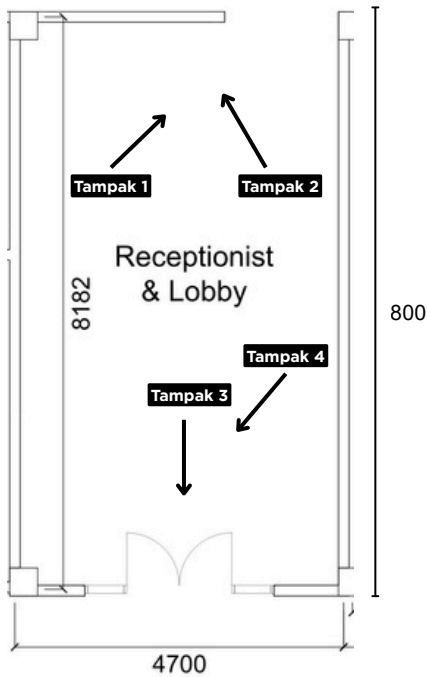 Tampak 1
Tampak 2
Receptionist
& Lobby
8182
800
Tampak 4
Tampak 3
4700